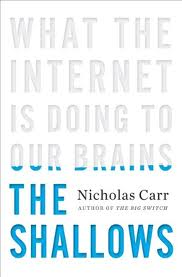 WHAT THE
INTERNET
IS DOING TO
OUR BRAINS
THE Nicholas Carr
AUTHOR OF THE BIG SWITCH
SHALLOWS